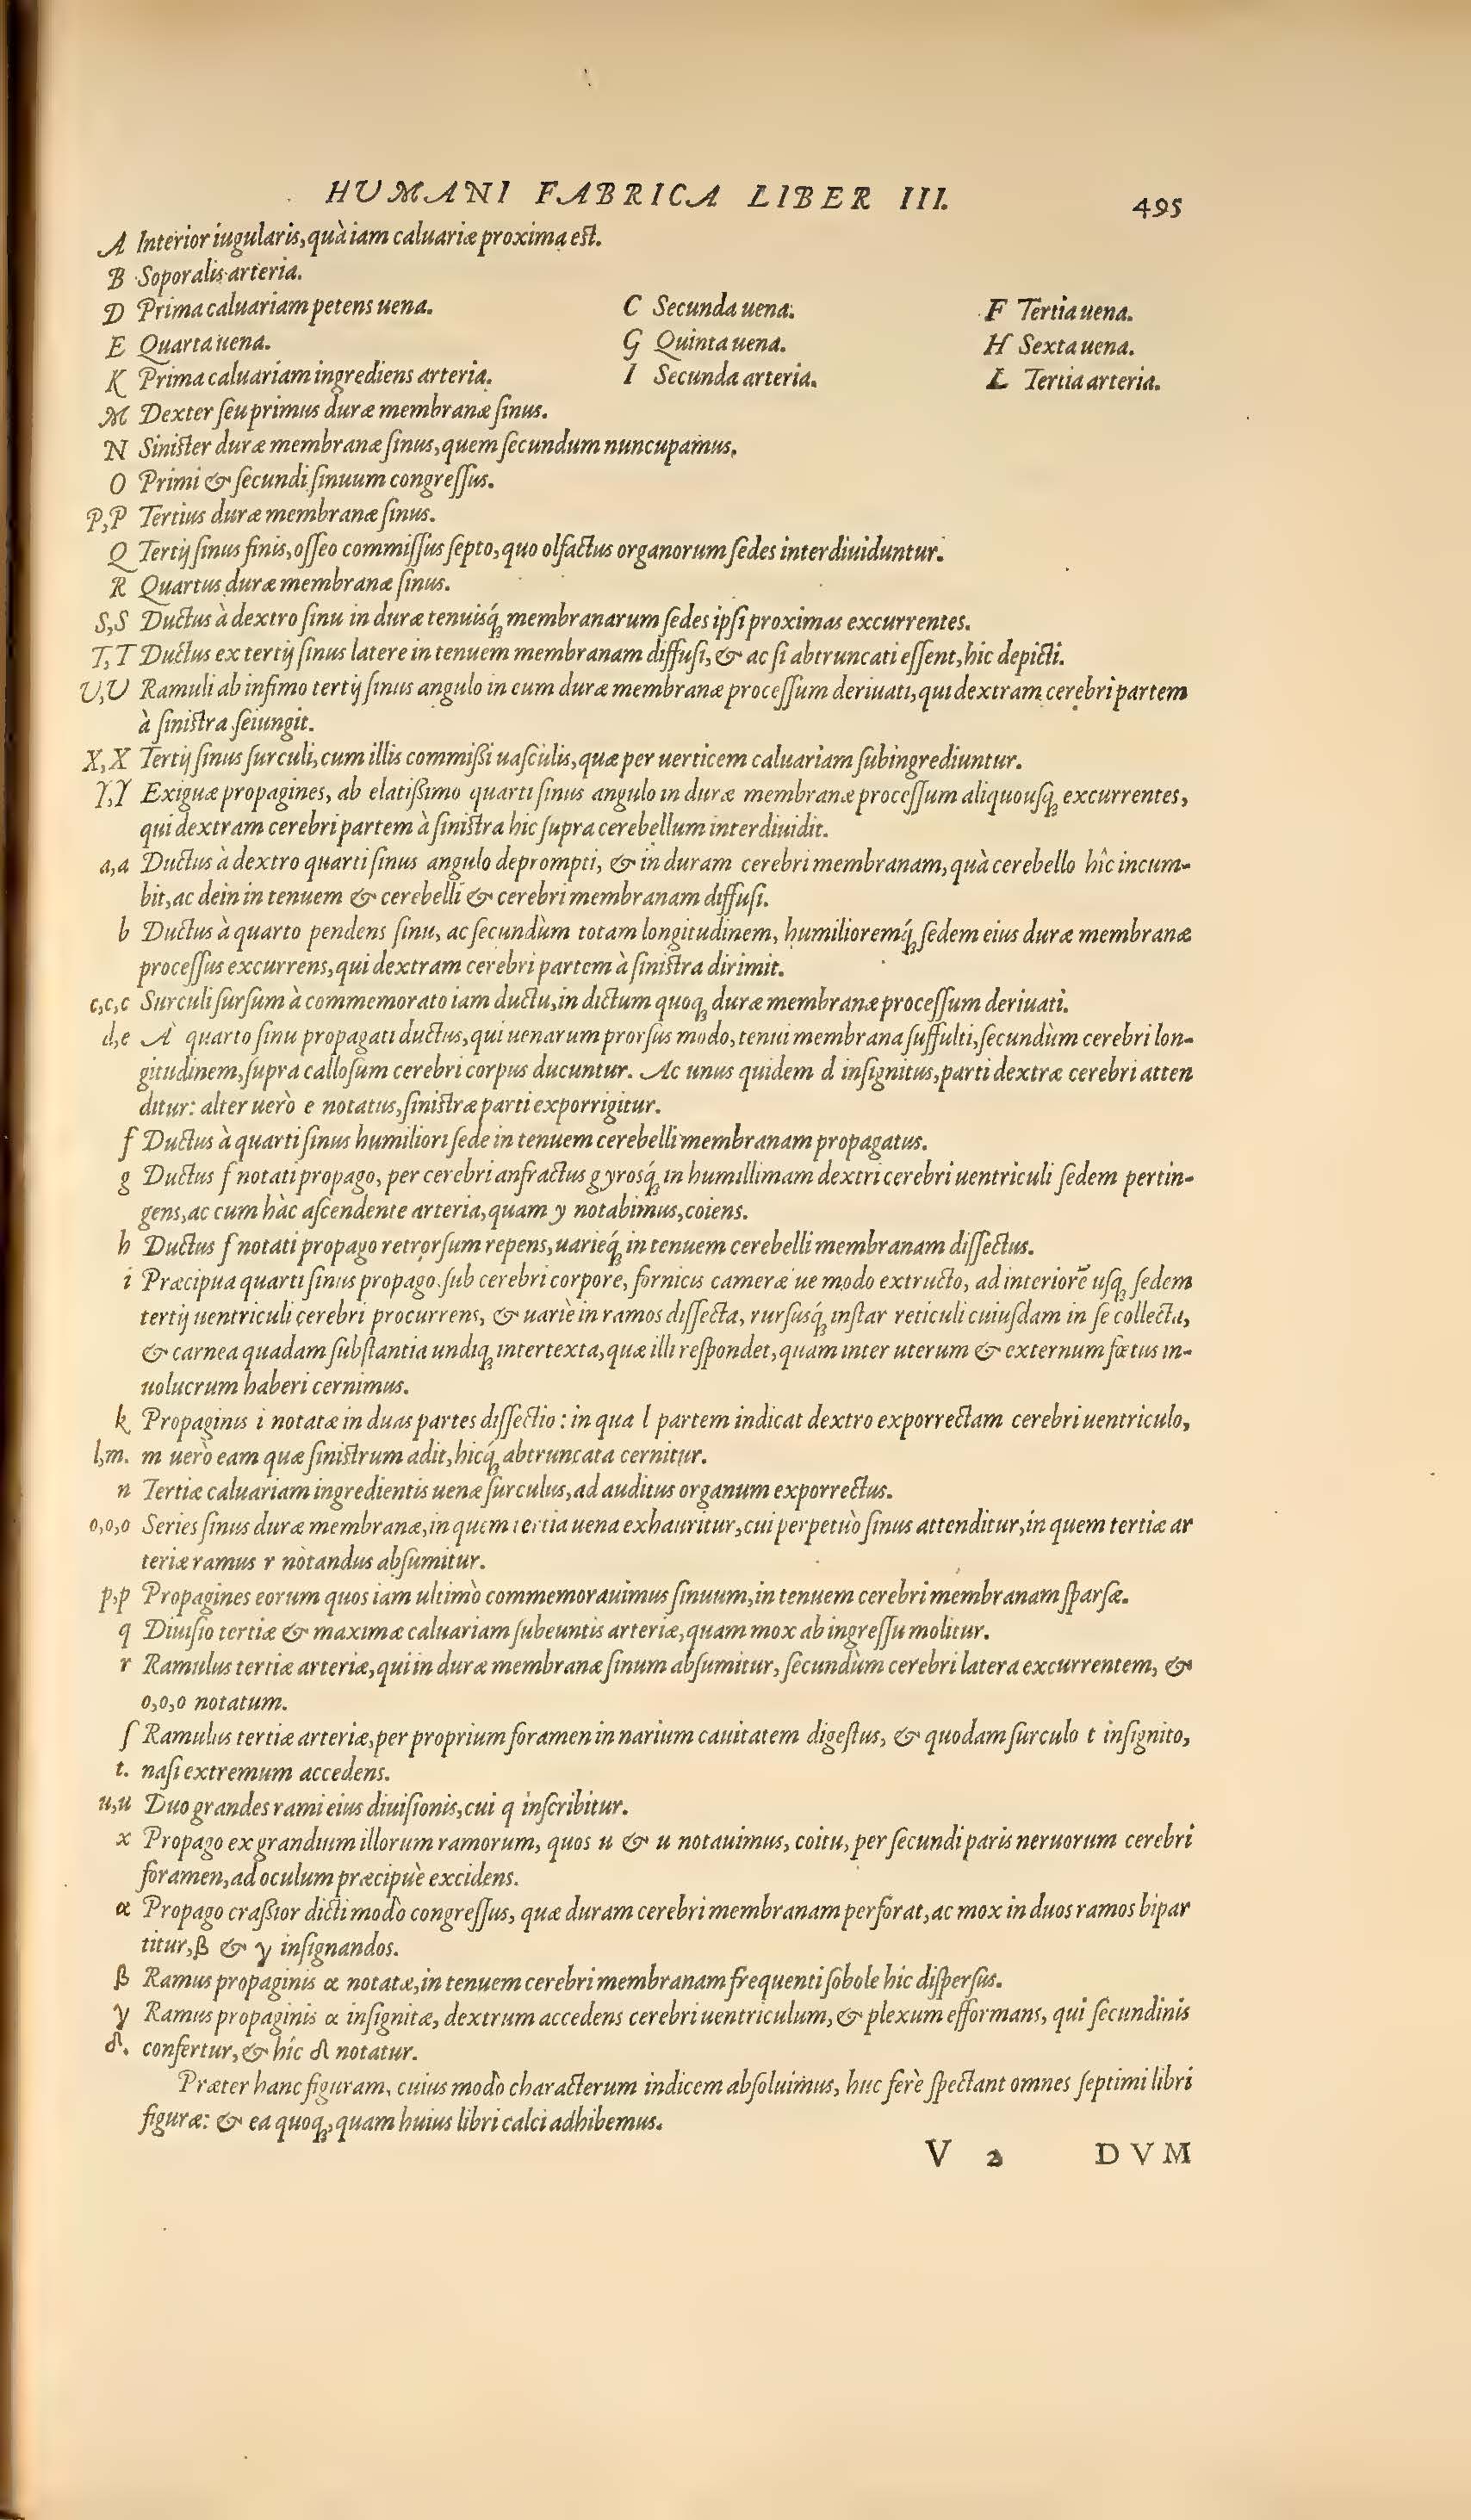 HUMANI FABRICA LIBER III. 495
A Interior iugularis, quà iam caluariæ proxima est.
B Soporalis arteria.
D Prima caluariam petens uena. C Secunda uena. F Tertia uena.
E Quarta uena. G Quinta uena. H Sexta uena.
K Prima caluariam ingrediens arteria. I Secunda arteria. L Tertia arteria.
M Dexter ſeu primus duræ membranæ ſinus.
N Siniſter duræ membranæ ſinus, quem ſecundum nuncupamus.
O Primi & ſecundi ſinuum congreſſus.
P,P Tertius duræ membranæ ſinus.
Q Tertij ſinus finis, oſſeo commiſſus ſepto, quo olfactus organorum ſedes interdiuiduntur.
R Quartus duræ membranæ ſinus.
S,S Ductus à dextro ſinu in duræ tenuisq́ꝫ membranarum ſedes ipſi proximas excurrentes.
T,T Ductus ex tertij ſinus latere in tenuem membranam diffuſi, & ac ſi abtruncati eſſent, hic depicti.
U,U Ramuli ab infimo tertij ſinus angulo in eum duræ membranæ proceſſum deriuati, qui dextram cerebri partem
à ſiniſtra ſeiungit.
X,X Tertij ſinus ſurculi, cum illis commißi uaſculis, quæ per uerticem caluariam ſubingrediuntur.
Y,Y Exiguæ propagines, ab elatißimo quarti ſinus angulo in duræ membranæ proceſſum aliquouſqꝫ excurrentes,
qui dextram cerebri partem à ſiniſtra hic ſupra cerebellum interdiuidit.
a,a Ductus à dextro quarti ſinus angulo deprompti, & in duram cerebri membranam, quà cerebello hîc incum-
bit, ac dein in tenuem & cerebelli & cerebri membranam diffuſi.
b Ductus à quarto pendens ſinu, ac ſecundùm totam longitudinem, humilioremq́ꝫ ſedem eius duræ membranæ
proceſſus excurrens, qui dextram cerebri partem à ſiniſtra dirimit.
c,c,c Surculi ſurſum à commemorato iam ductu, in dictum quoqꝫ duræ membranæ proceſſum deriuati.
d,e A quarto ſinu propagati ductus, qui uenarum prorſus modo, tenui membrana ſuffulti, ſecundùm cerebri lon-
gitudinem, ſupra calloſum cerebri corpus ducuntur. Ac unus quidem d inſignitus, parti dextræ cerebri atten
ditur: alter uerò e notatus, ſiniſtræ parti exporrigitur.
f Ductus à quarti ſinus humiliori ſede in tenuem cerebelli membranam propagatus.
g Ductus f notati propago, per cerebri anfractus gyrosq́ꝫ in humillimam dextri cerebri uentriculi ſedem pertin-
gens, ac cum hàc aſcendente arteria, quam y notabimus, coiens.
h Ductus f notati propago retrorſum repens, uarieq́ꝫ in tenuem cerebelli membranam diſſectus.
i Præcipua quarti ſinus propago ſub cerebri corpore, fornicis cameræ ue modo extructo, ad interiorẽ uſqꝫ ſedem
tertij uentriculi cerebri procurrens, & uariè in ramos diſſecta, rurſusq́ꝫ inſtar reticuli cuiuſdam in ſe collecta,
& carnea quadam ſubſtantia undiqꝫ intertexta, quæ illi reſpondet, quam inter uterum & externum fœtus in-
uolucrum haberi cernimus.
k Propaginis i notatæ in duas partes diſſectio: in qua l partem indicat dextro exporrectam cerebri uentriculo,
l,m. m uerò eam quæ ſiniſtrum adit, hicq́ꝫ abtruncata cernitur.
n Tertiæ caluariam ingredientis uenæ ſurculus, ad auditus organum exporrectus.
o,o,o Series ſinus duræ membranæ, in quem tertia uena exhauritur, cui perpetuò ſinus attenditur, in quem tertiæ ar
teriæ ramus r notandus abſumitur.
p,p Propagines eorum quos iam ultimò commemorauimus ſinuum, in tenuem cerebri membranam ſparſæ.
q Diuiſio tertiæ & maximæ caluariam ſubeuntis arteriæ, quam mox ab ingreſſu molitur.
r Ramulus tertiæ arteriæ, qui in duræ membranæ ſinum abſumitur, ſecundùm cerebri latera excurrentem, &
o,o,o notatum.
ſ Ramulus tertiæ arteriæ, per proprium foramen in narium cauitatem digeſtus, & quodam ſurculo t inſignito,
t. naſi extremum accedens.
u,u Duo grandes rami eius diuiſionis, cui q inſcribitur.
x Propago ex grandium illorum ramorum, quos u & u notauimus, coitu, per ſecundi paris neruorum cerebri
foramen, ad oculum præcipuè excidens.
α Propago craßior dicti modò congreſſus, quæ duram cerebri membranam perforat, ac mox in duos ramos bipar
titur, β & γ inſignandos.
β Ramus propaginis α notatæ, in tenuem cerebri membranam frequenti ſobole hic diſperſus.
γ Ramus propaginis α inſignitæ, dextrum accedens cerebri uentriculum, & plexum efformans, qui ſecundinis
δ. confertur, & híc δ notatur.
Præter hanc figuram, cuius modò characterum indicem abſoluimus, huc ferè ſpectant omnes ſeptimi libri
figuræ: & ea quoqꝫ, quam huius libri calci adhibemus.
V 2 DVM